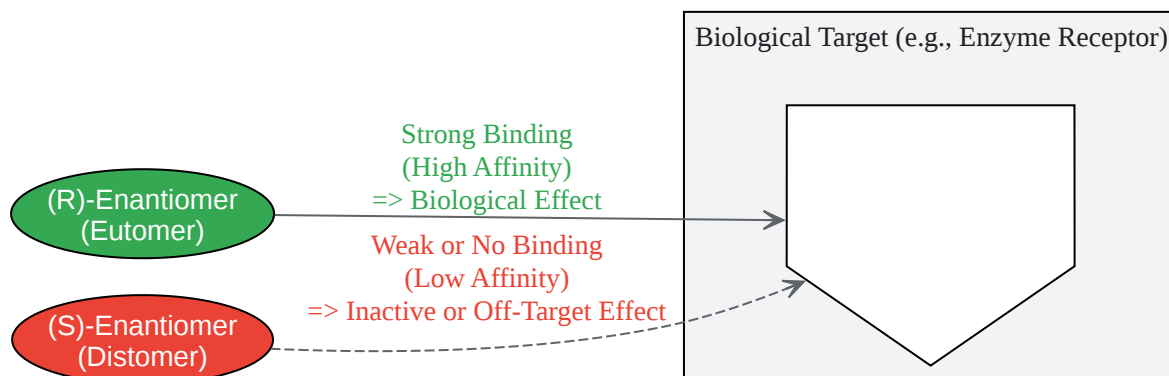 Biological Target (e.g., Enzyme Receptor)
Strong Binding
(High Affinity)
=> Biological Effect
(R)-Enantiomer
(Eutomer)
Weak or No Binding
(Low Affinity)
=> Inactive or Off-Target Effect
(S)-Enantiomer
(Distomer)